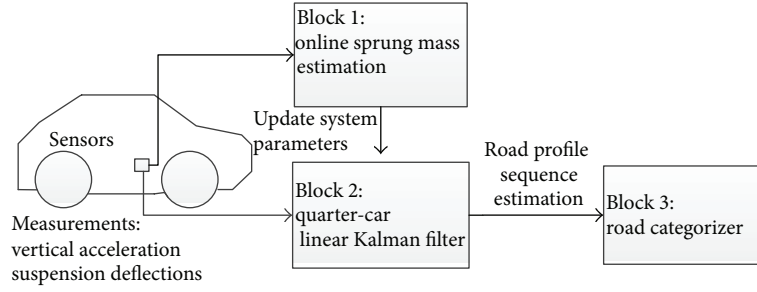 Block 1:
online sprung mass
estimation
Sensors
Update system
parameters
Measurements:
vertical acceleration
suspension deflections
Block 2:
quarter-car
linear Kalman filter
Road profile
sequence
estimation
Block 3:
road categorizer